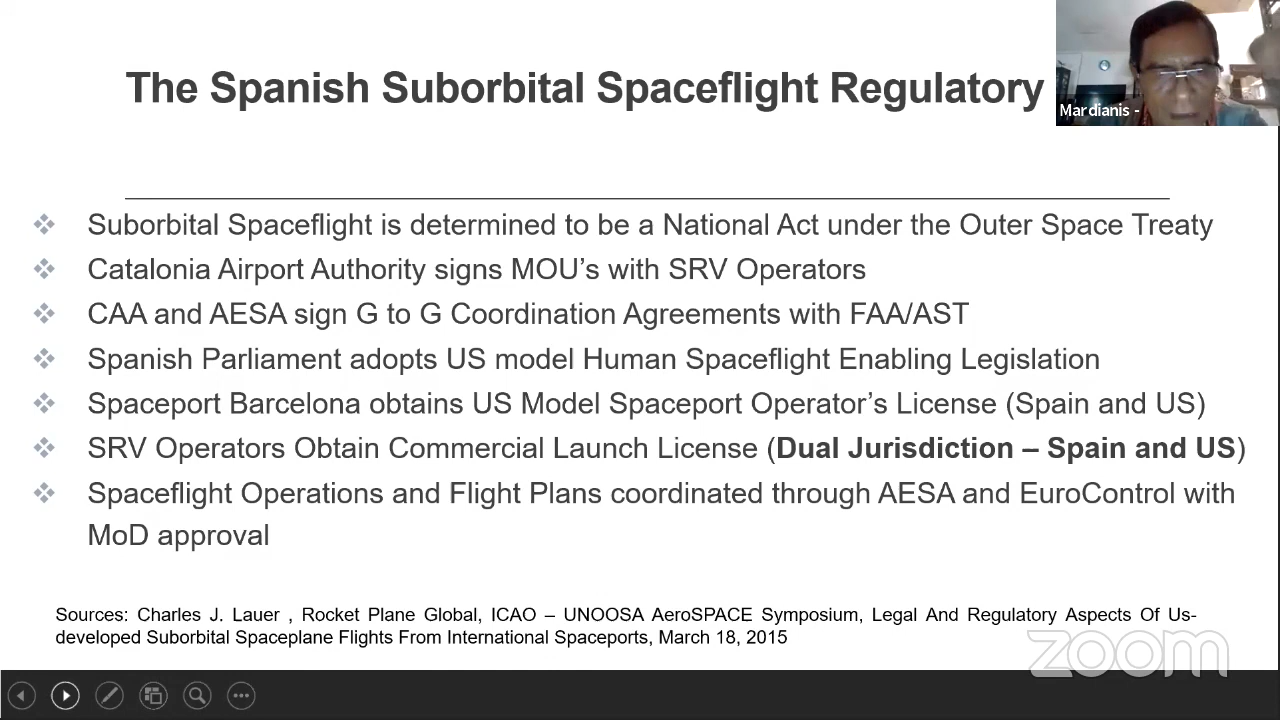 The Spanish Suborbital Spaceflight Regulatory
Mardianis -
Suborbital Spaceflight is determined to be a National Act under the Outer Space Treaty
Catalonia Airport Authority signs MOU’s with SRV Operators
CAA and AESA sign G to G Coordination Agreements with FAA/AST
Spanish Parliament adopts US model Human Spaceflight Enabling Legislation
Spaceport Barcelona obtains US Model Spaceport Operator’s License (Spain and US)
SRV Operators Obtain Commercial Launch License (Dual Jurisdiction – Spain and US)
Spaceflight Operations and Flight Plans coordinated through AESA and EuroControl with
MoD approval
Sources: Charles J. Lauer , Rocket Plane Global, ICAO – UNOOSA AeroSPACE Symposium, Legal And Regulatory Aspects Of Us-
developed Suborbital Spaceplane Flights From International Spaceports, March 18, 2015
zoom